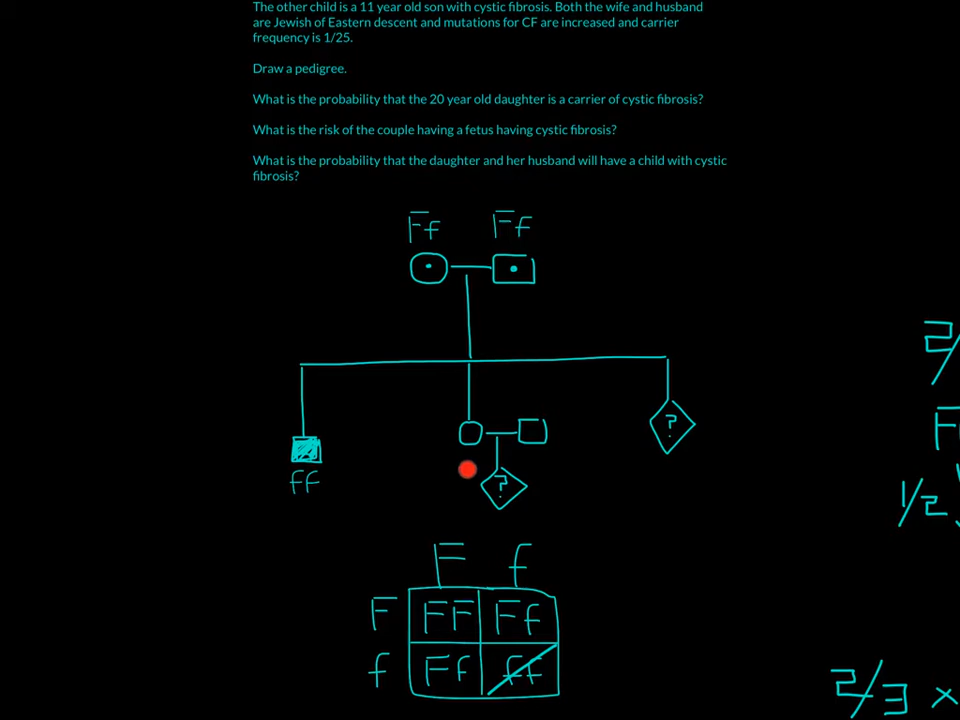 The other child is a 11 year old son with cystic fibrosis. Both the wife and husband
are Jewish of Eastern descent and mutations for CF are increased and carrier
frequency is 1/25.
Draw a pedigree.
What is the probability that the 20 year old daughter is a carrier of cystic fibrosis?
What is the risk of the couple having a fetus having cystic fibrosis?
What is the probability that the daughter and her husband will have a child with cystic
fibrosis?
Ff Ff
2/
?
F
ff
?
1/2
F f
F FF Ff
f Ff ff
2/3 ×